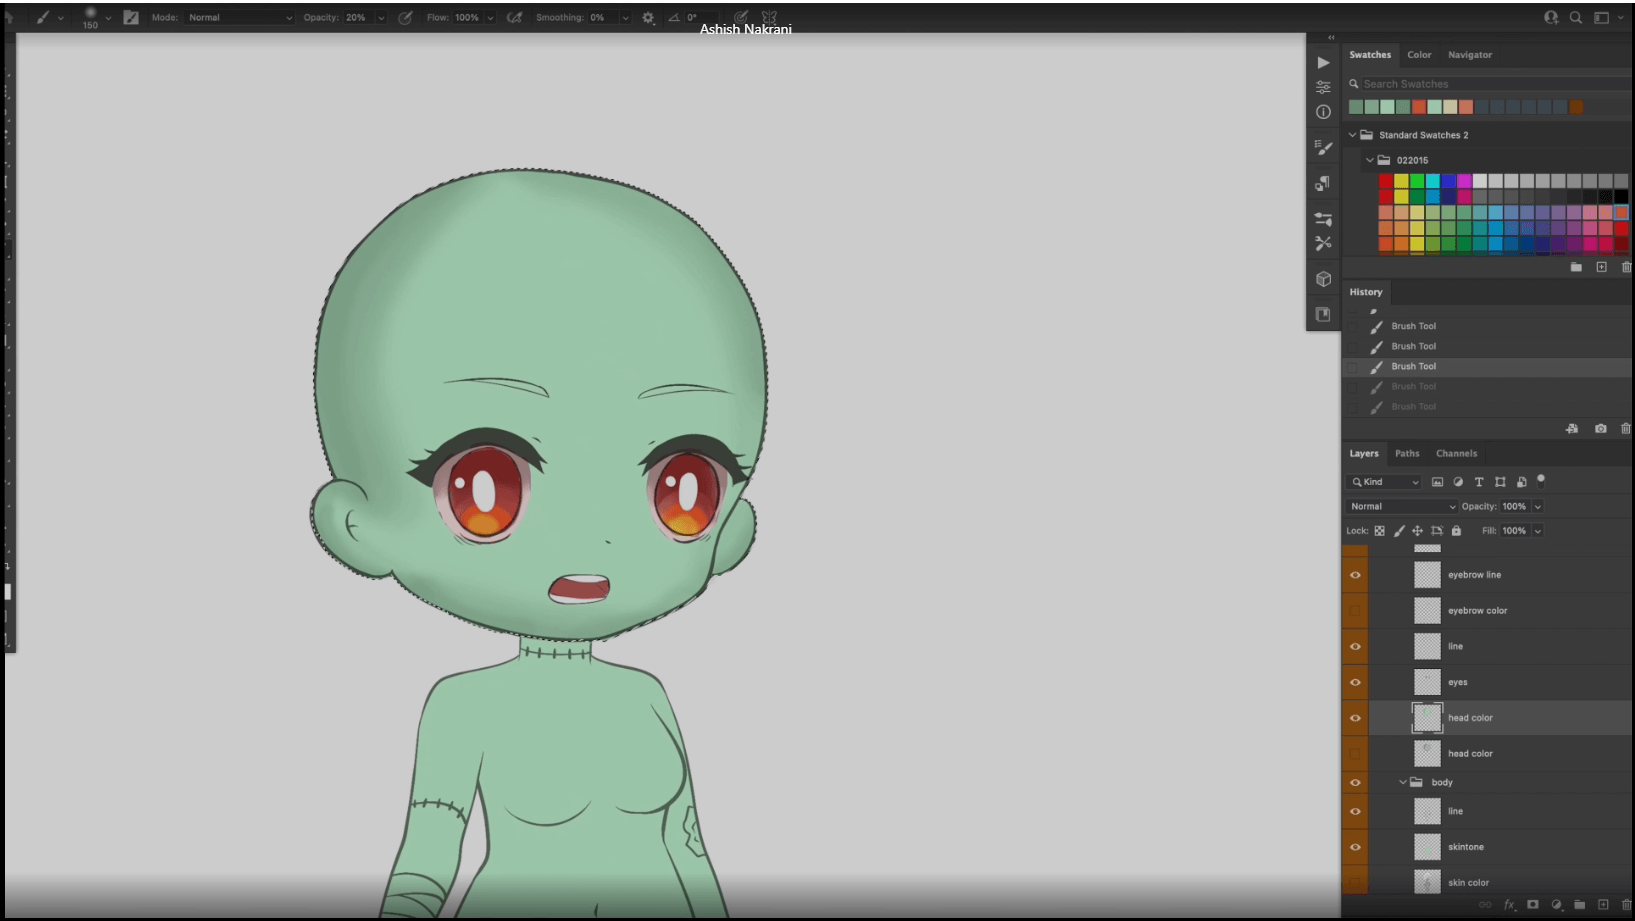 Mode: Normal Opacity: 20% Flow: 100% Smoothing: 0% 0°
150
Ashish Nakrani
Swatches Color Navigator
Search Swatches
Standard Swatches 2
022015
History
Brush Tool
Brush Tool
Brush Tool
Brush Tool
Brush Tool
Layers Paths Channels
Kind
Normal Opacity: 100%
Lock: Fill: 100%
eyebrow line
eyebrow color
line
eyes
head color
head color
body
line
skintone
skin color
fx